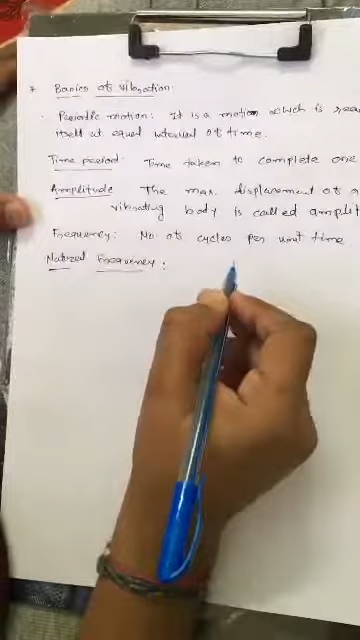 * Basics of vibration
. Periodic motion: It is a motion which is
itself at equal interval of time.
Time period: Time taken to complete one
Amplitude The max. displacement of a
vibrating body is called
Frequency: No of cycles per unit time
Natural Frequency: